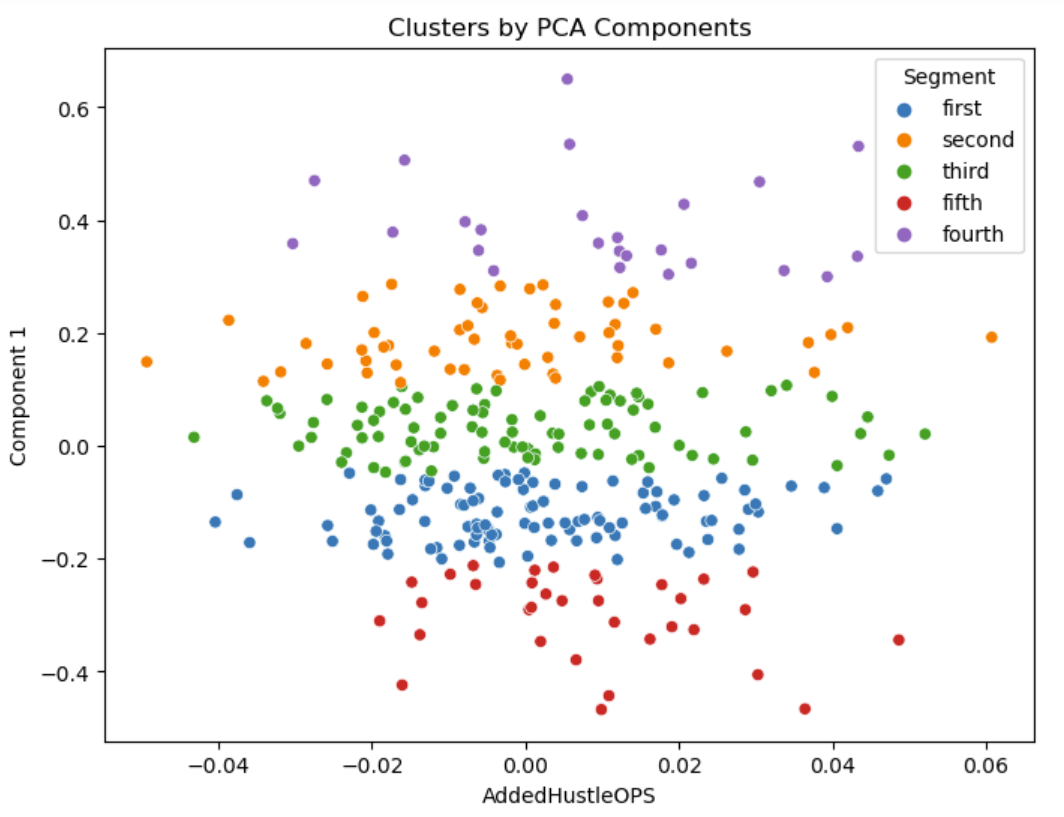 Clusters by PCA Components
Segment
first
second
third
fifth
fourth
0.6
0.4
0.2
0.0
−0.2
−0.4
Component 1
−0.04
−0.02
0.00
0.02
0.04
0.06
AddedHustleOPS